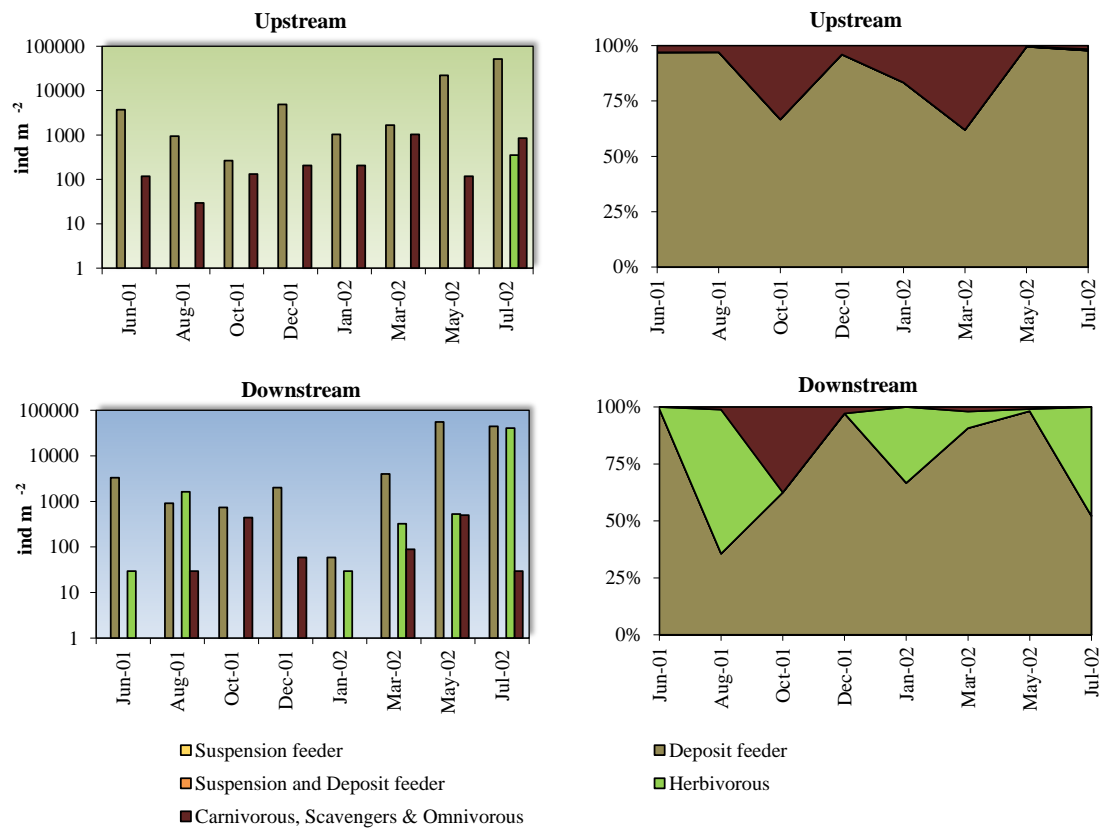 Upstream
100000
10000
1000
100
10
1
ind m -2
Jun-01
Aug-01
Oct-01
Dec-01
Jan-02
Mar-02
May-02
Jul-02
Upstream
100%
75%
50%
25%
0%
Jun-01
Aug-01
Oct-01
Dec-01
Jan-02
Mar-02
May-02
Jul-02
Downstream
100000
10000
1000
100
10
1
ind m -2
Jun-01
Aug-01
Oct-01
Dec-01
Jan-02
Mar-02
May-02
Jul-02
Downstream
100%
75%
50%
25%
0%
Jun-01
Aug-01
Oct-01
Dec-01
Jan-02
Mar-02
May-02
Jul-02
Suspension feeder
Deposit feeder
Suspension and Deposit feeder
Herbivorous
Carnivorous, Scavengers & Omnivorous